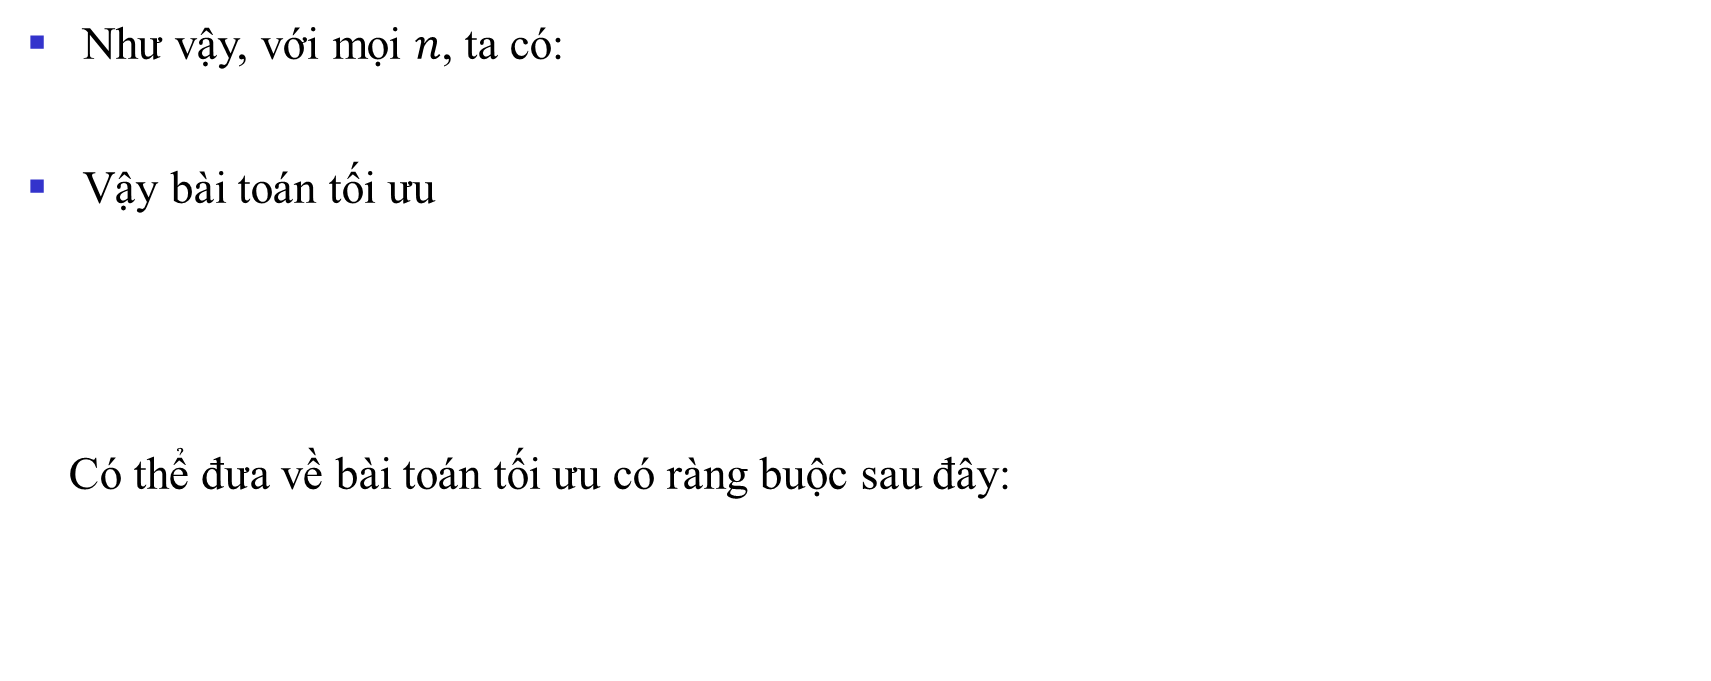 ▪ Như vậy, với mọi n, ta có:
▪ Vậy bài toán tối ưu
Có thể đưa về bài toán tối ưu có ràng buộc sau đây: